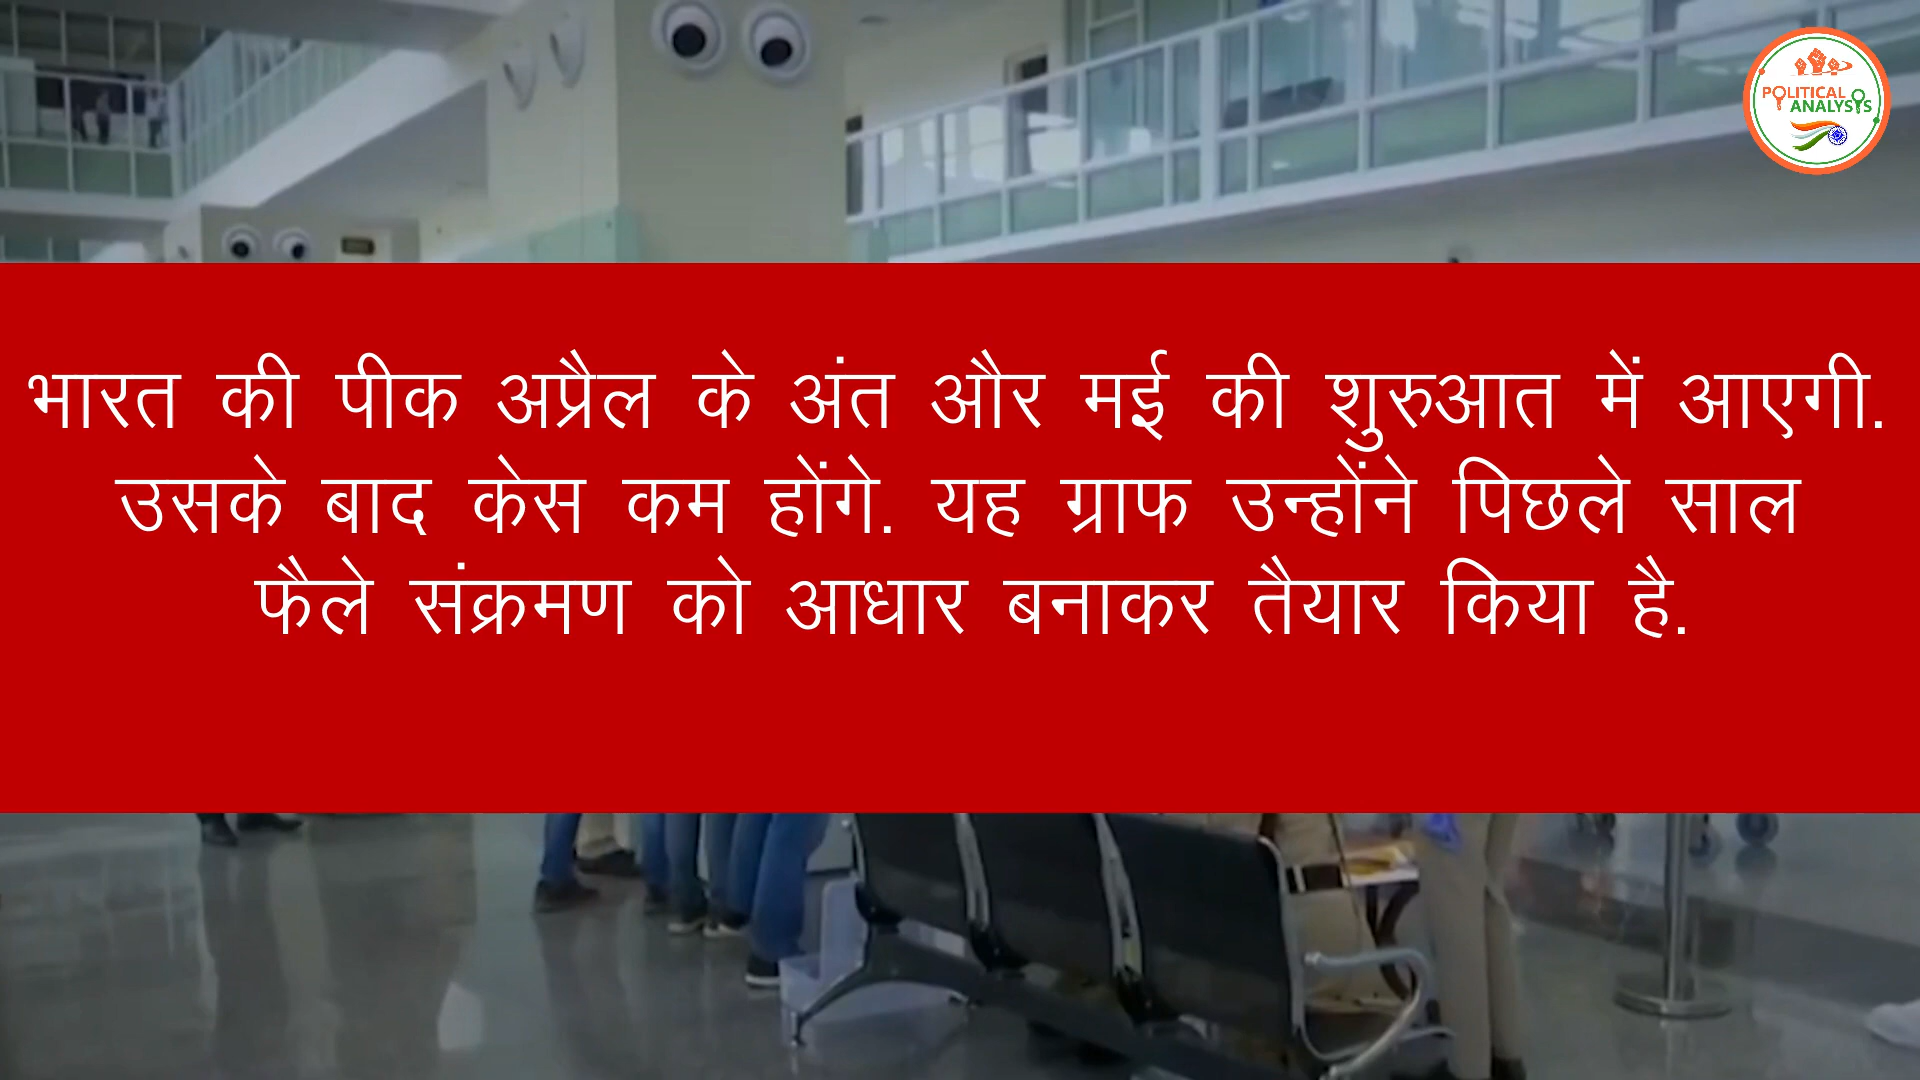 POLITICAL
ANALYSIS
भारत की पीक अप्रैल के अंत और मई की शुरुआत में आएगी.
उसके बाद केस कम होंगे. यह ग्राफ उन्होंने पिछले साल
फैले संक्रमण को आधार बनाकर तैयार किया है.